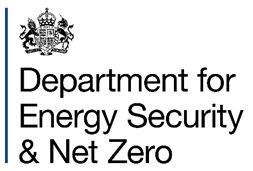 Department for
Energy Security
& Net Zero